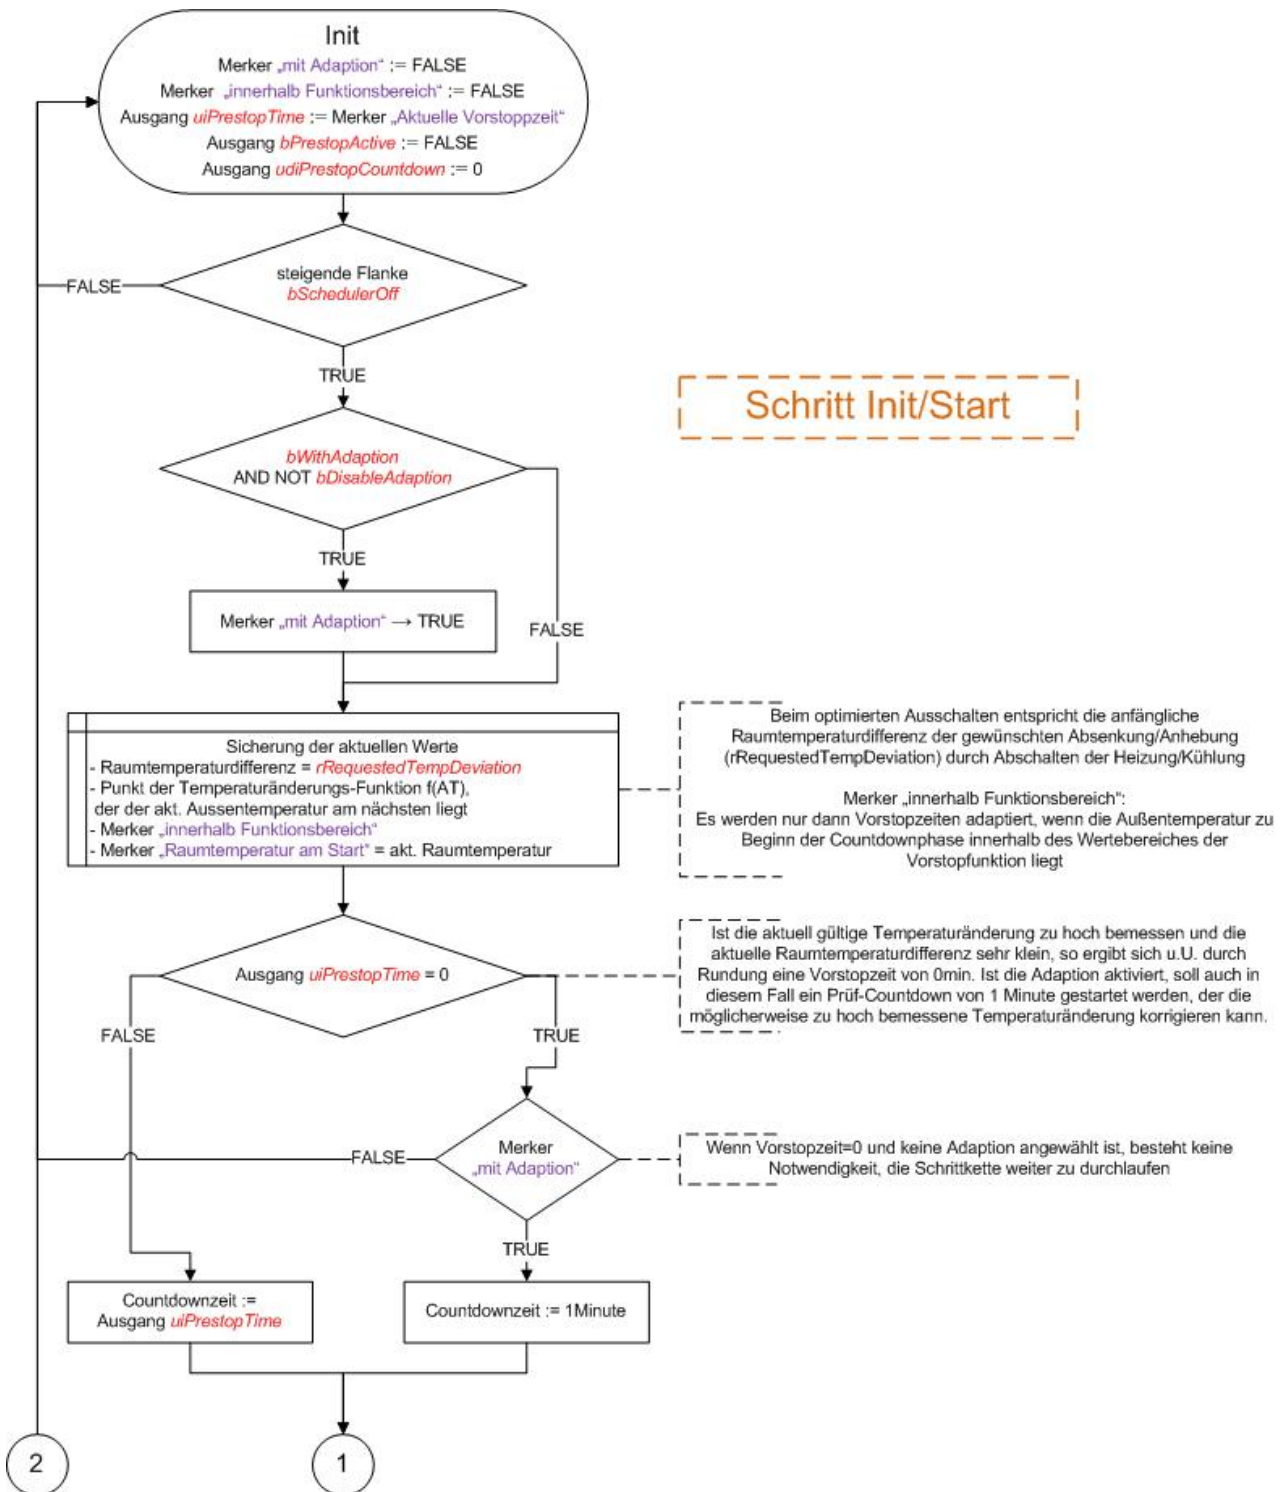 Init
Merker „mit Adaption“ := FALSE
Merker „innerhalb Funktionsbereich“ := FALSE
Ausgang uiPrestopTime := Merker „Aktuelle Vorstoppzeit“
Ausgang bPrestopActive := FALSE
Ausgang udiPrestopCountdown := 0
steigende Flanke
bSchedulerOff
FALSE
TRUE
Schritt Init/Start
bWithAdaption
AND NOT bDisableAdaption
TRUE
Merker „mit Adaption“ → TRUE
FALSE
Sicherung der aktuellen Werte
- Raumtemperaturdifferenz = rRequestedTempDeviation
- Punkt der Temperaturänderungs-Funktion f(AT),
der der akt. Aussentemperatur am nächsten liegt
- Merker „innerhalb Funktionsbereich“
- Merker „Raumtemperatur am Start“ = akt. Raumtemperatur
Beim optimierten Ausschalten entspricht die anfängliche
Raumtemperaturdifferenz der gewünschten Absenkung/Anhebung
(rRequestedTempDeviation) durch Abschalten der Heizung/Kühlung
Merker „innerhalb Funktionsbereich“:
Es werden nur dann Vorstopzeiten adaptiert, wenn die Außentemperatur zu
Beginn der Countdownphase innerhalb des Wertebereiches der
Vorstopfunktion liegt
Ausgang uiPrestopTime = 0
Ist die aktuell gültige Temperaturänderung zu hoch bemessen und die
aktuelle Raumtemperaturdifferenz sehr klein, so ergibt sich u.U. durch
Rundung eine Vorstopzeit von 0min. Ist die Adaption aktiviert, soll auch in
diesem Fall ein Prüf-Countdown von 1 Minute gestartet werden, der die
möglicherweise zu hoch bemessene Temperaturänderung korrigieren kann.
FALSE
TRUE
Merker
„mit Adaption“
FALSE
Wenn Vorstopzeit=0 und keine Adaption angewählt ist, besteht keine
Notwendigkeit, die Schrittkette weiter zu durchlaufen
TRUE
Countdownzeit :=
Ausgang uiPrestopTime
Countdownzeit := 1Minute
2
1